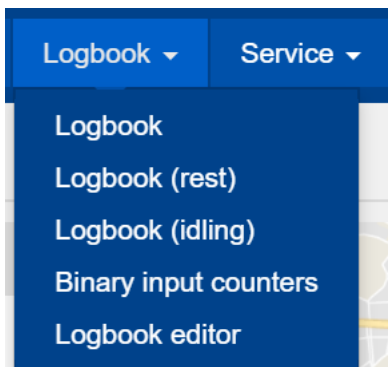 Logbook Service
Logbook
Logbook (rest)
Logbook (idling)
Binary input counters
Logbook editor